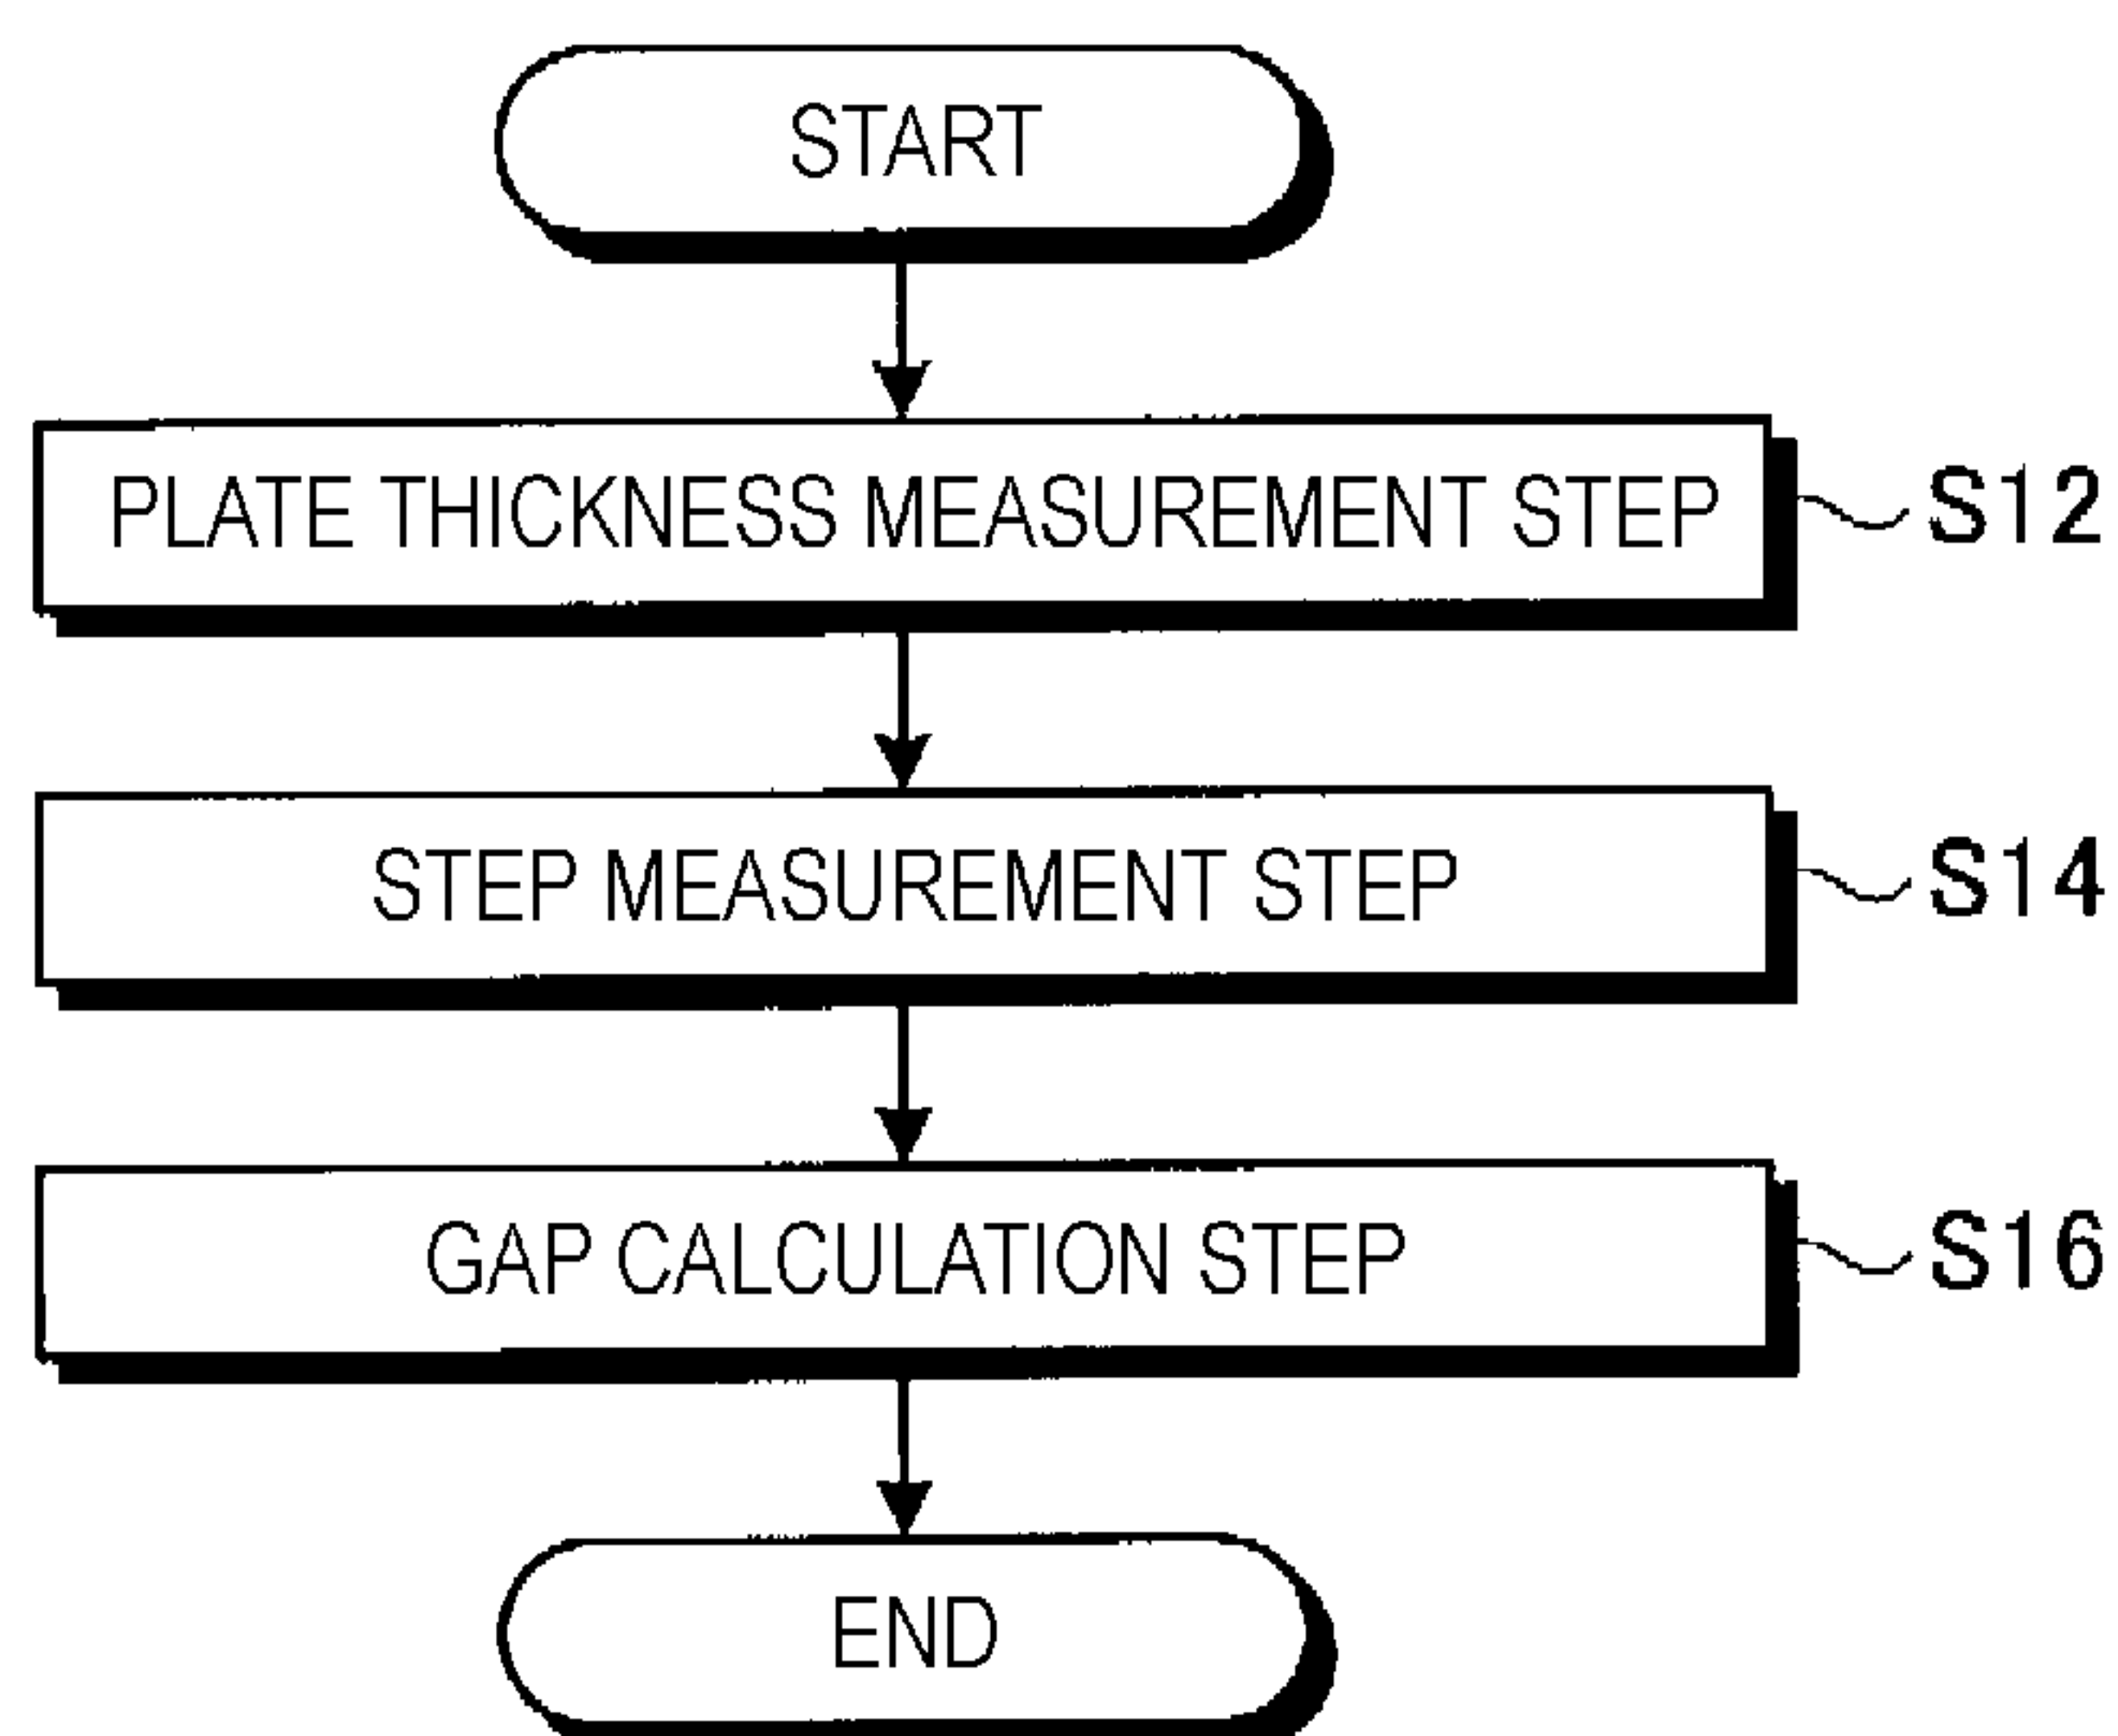 START
PLATE THICKNESS MEASUREMENT STEP
S12
STEP MEASUREMENT STEP
S14
GAP CALCULATION STEP
S16
END